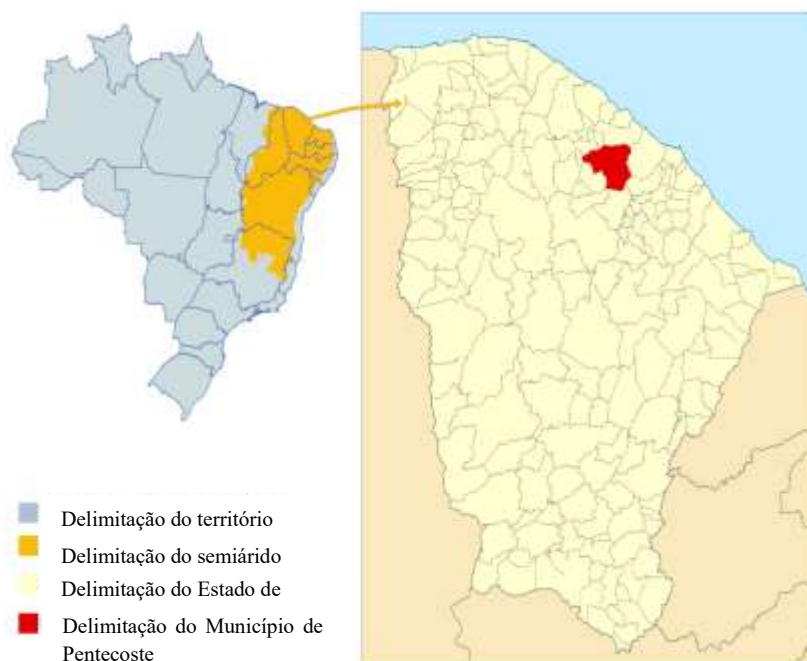 Delimitação do território
Delimitação do semiárido
Delimitação do Estado de
Delimitação do Município de
Pentecoste